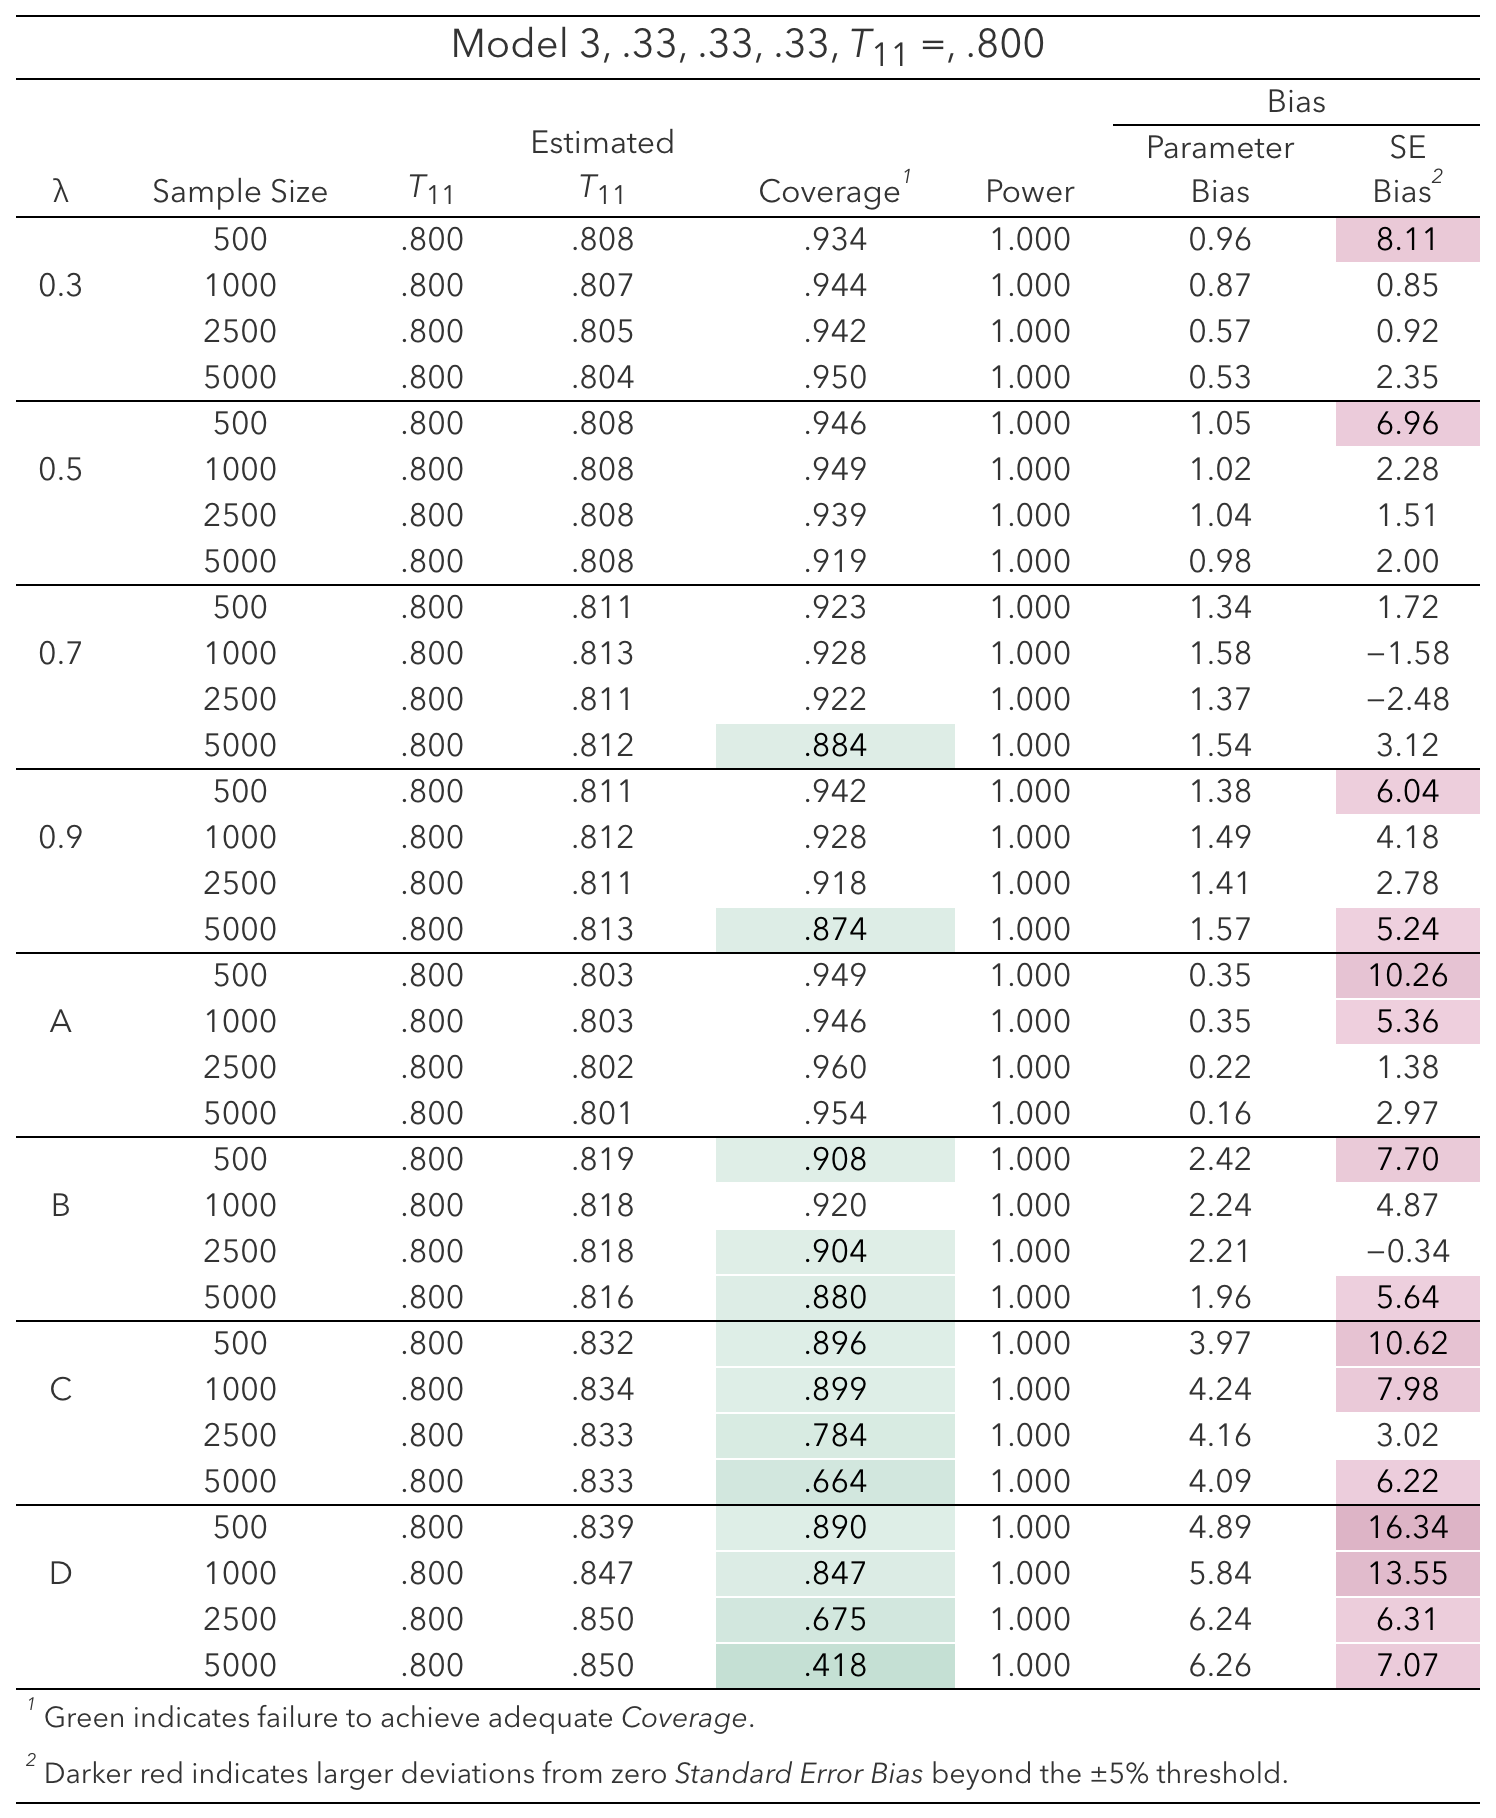 Model 3, .33, .33, .33, T11 =, .800
Bias
Estimated Parameter SE
λ Sample Size T11 T11 Coverage1 Power Bias Bias2
500 .800 .808 .934 1.000 0.96 8.11
0.3 1000 .800 .807 .944 1.000 0.87 0.85
2500 .800 .805 .942 1.000 0.57 0.92
5000 .800 .804 .950 1.000 0.53 2.35
500 .800 .808 .946 1.000 1.05 6.96
0.5 1000 .800 .808 .949 1.000 1.02 2.28
2500 .800 .808 .939 1.000 1.04 1.51
5000 .800 .808 .919 1.000 0.98 2.00
500 .800 .811 .923 1.000 1.34 1.72
0.7 1000 .800 .813 .928 1.000 1.58 −1.58
2500 .800 .811 .922 1.000 1.37 −2.48
5000 .800 .812 .884 1.000 1.54 3.12
500 .800 .811 .942 1.000 1.38 6.04
0.9 1000 .800 .812 .928 1.000 1.49 4.18
2500 .800 .811 .918 1.000 1.41 2.78
5000 .800 .813 .874 1.000 1.57 5.24
500 .800 .803 .949 1.000 0.35 10.26
A 1000 .800 .803 .946 1.000 0.35 5.36
2500 .800 .802 .960 1.000 0.22 1.38
5000 .800 .801 .954 1.000 0.16 2.97
500 .800 .819 .908 1.000 2.42 7.70
B 1000 .800 .818 .920 1.000 2.24 4.87
2500 .800 .818 .904 1.000 2.21 −0.34
5000 .800 .816 .880 1.000 1.96 5.64
500 .800 .832 .896 1.000 3.97 10.62
C 1000 .800 .834 .899 1.000 4.24 7.98
2500 .800 .833 .784 1.000 4.16 3.02
5000 .800 .833 .664 1.000 4.09 6.22
500 .800 .839 .890 1.000 4.89 16.34
D 1000 .800 .847 .847 1.000 5.84 13.55
2500 .800 .850 .675 1.000 6.24 6.31
5000 .800 .850 .418 1.000 6.26 7.07
1 Green indicates failure to achieve adequate Coverage.
2 Darker red indicates larger deviations from zero Standard Error Bias beyond the ±5% threshold.